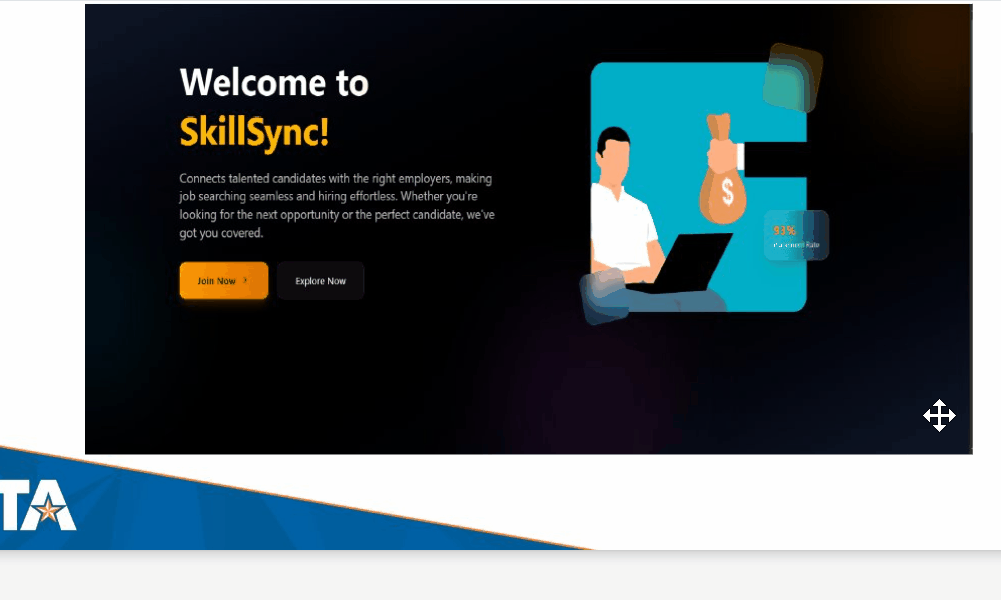 Welcome to
SkillSync!
Connects talented candidates with the right employers, making
job searching seamless and hiring effortless. Whether you're
looking for the next opportunity or the perfect candidate, we've
got you covered.
Join Now >
Explore Now
$
93%
Rate
TA